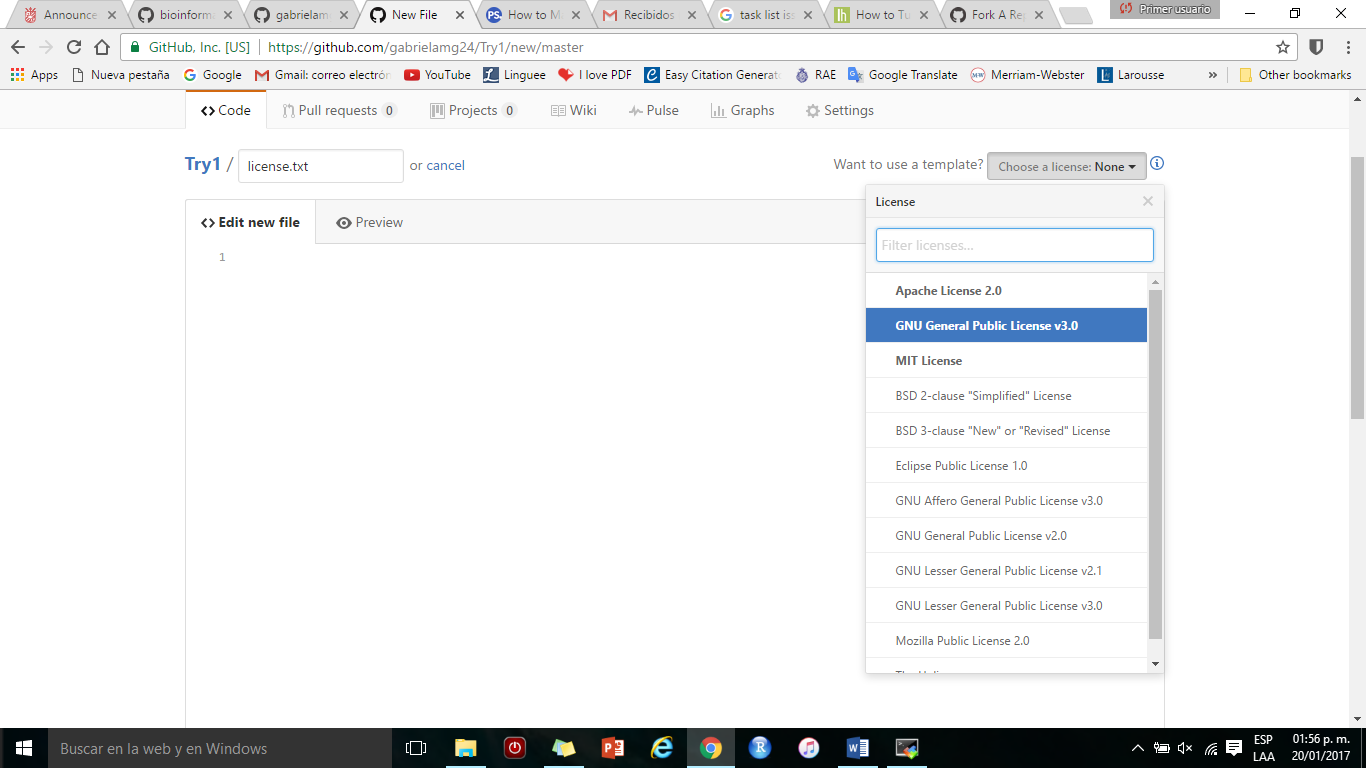 Announce
bioinform
gabrielam
New File
How to M
Recibidos
task list iss
How to Tu
Fork A Re
Primer usuario
GitHub, Inc. [US] https://github.com/gabrielamg24/Try1/new/master
Apps Nueva pestaña Google Gmail: correo electrón YouTube Linguee I love PDF Easy Citation Generat RAE Google Translate Merriam-Webster Larousse » Other bookmarks
<> Code Pull requests 0 Projects 0 Wiki Pulse Graphs Settings
Try1 / license.txt or cancel
Want to use a template? Choose a license: None
License
<> Edit new file Preview
Filter licenses...
1
Apache License 2.0
GNU General Public License v3.0
MIT License
BSD 2-clause "Simplified" License
BSD 3-clause "New" or "Revised" License
Eclipse Public License 1.0
GNU Affero General Public License v3.0
GNU General Public License v2.0
GNU Lesser General Public License v2.1
GNU Lesser General Public License v3.0
Mozilla Public License 2.0
Buscar en la web y en Windows
ESP
LAA
01:56 p. m.
20/01/2017